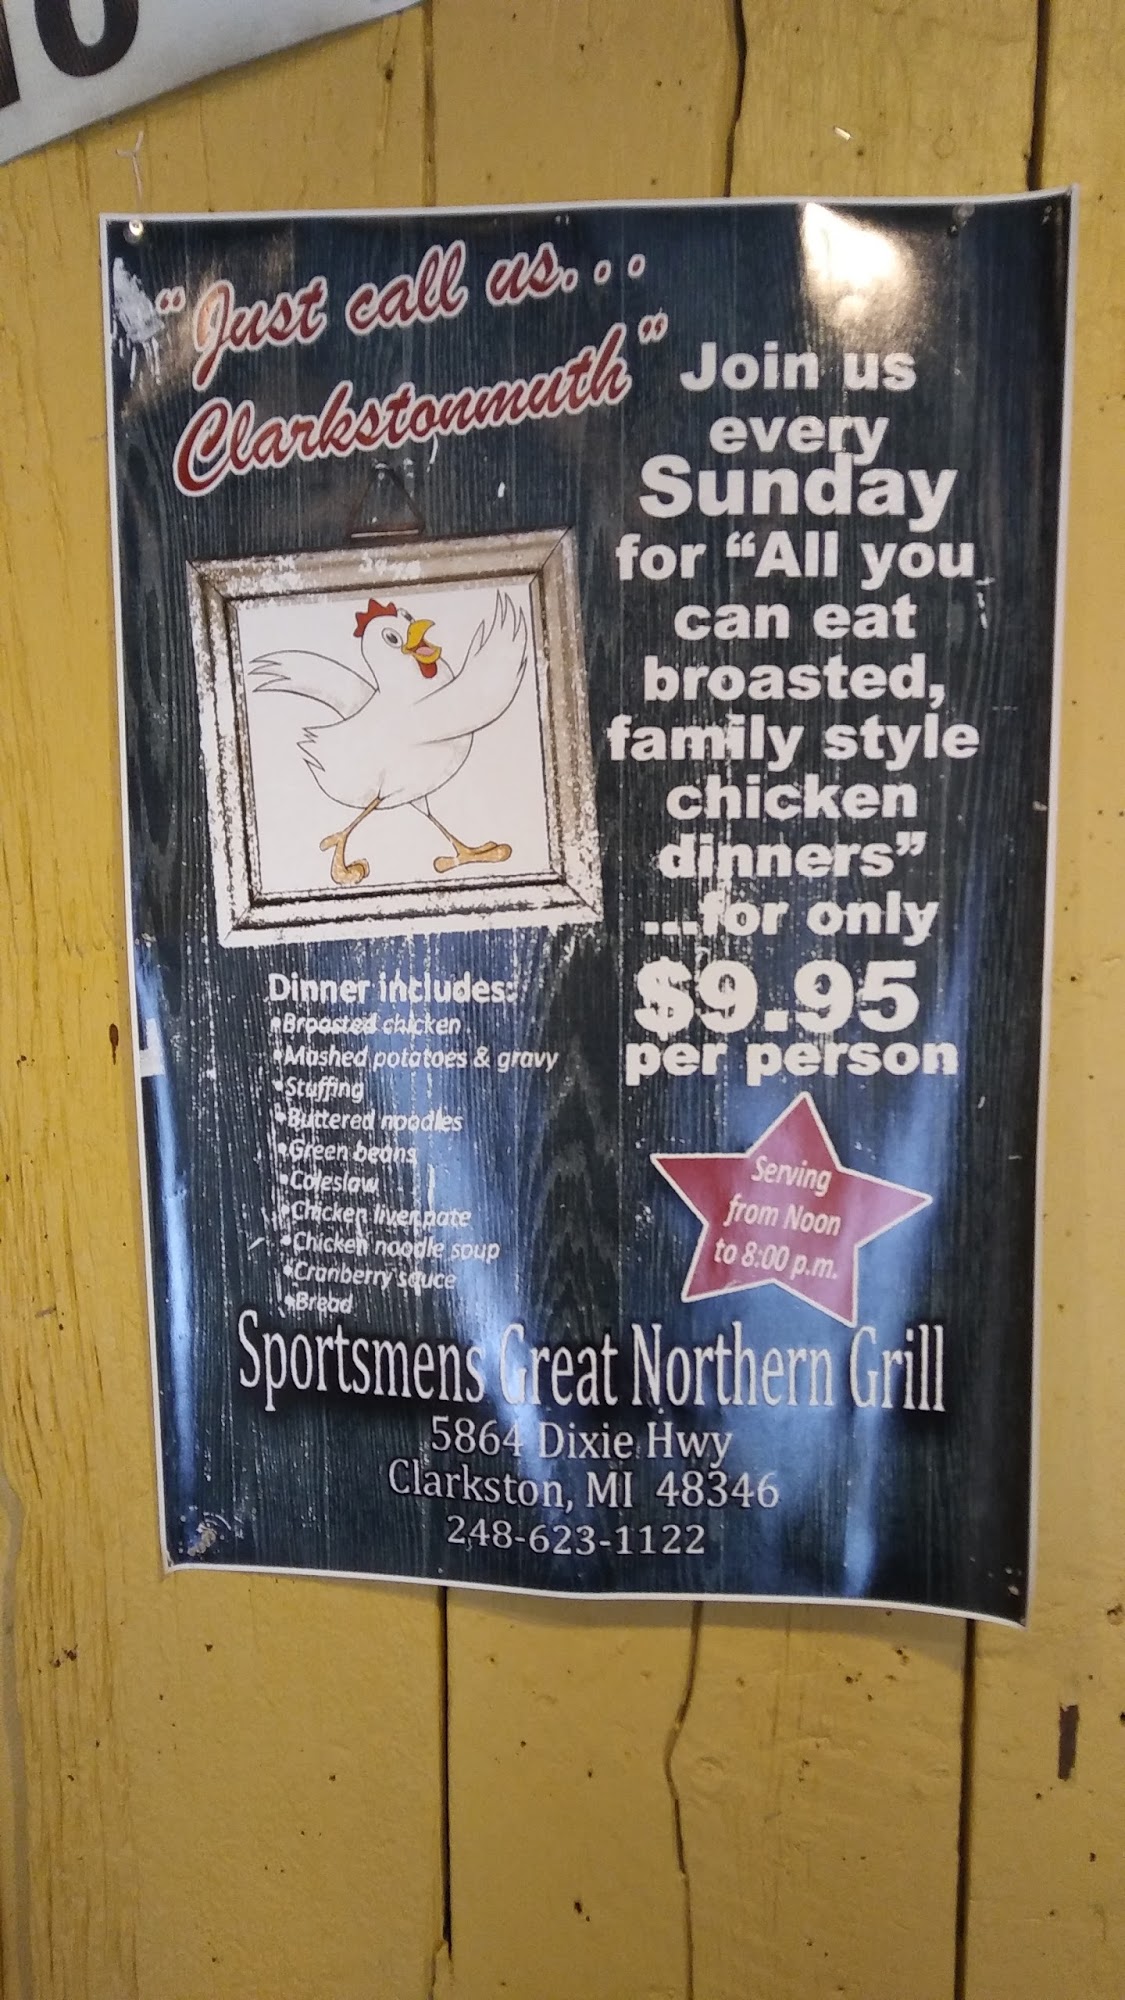 "Just call us...
Clarkstonmuth"
Join us
every
Sunday
for "All you
can eat
broasted,
family style
chicken
dinners"
...for only
$9.95
per person
Dinner includes:
•Broasted chicken
•Mashed potatoes & gravy
•Stuffing
•Buttered noodles
•Green beans
•Coleslaw
•Chicken liver pate
•Chicken noodle soup
•Cranberry sauce
•Bread
Serving
from Noon
to 8:00 p.m.
Sportsmens Great Northern Grill
5864 Dixie Hwy
Clarkston, MI 48346
248-623-1122